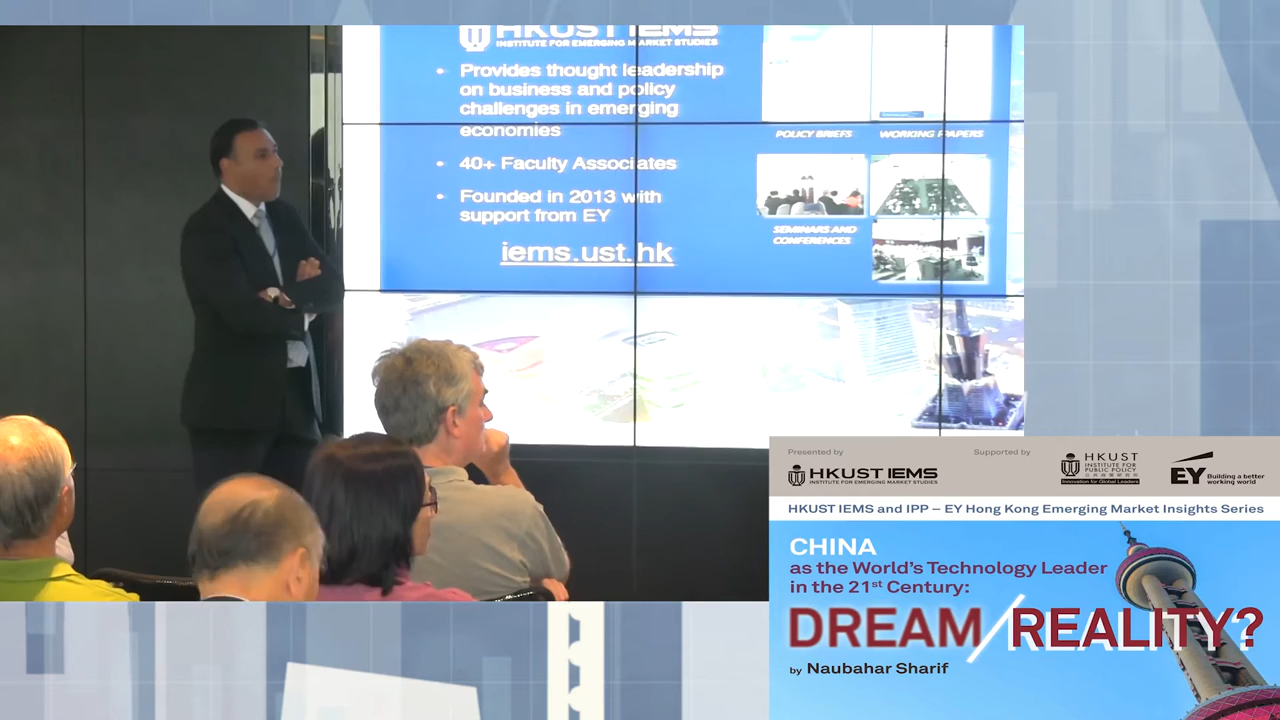 HKUST IEMS
INSTITUTE FOR EMERGING MARKET STUDIES
• Provides thought leadership
on business and policy
challenges in emerging
economies
• 40+ Faculty Associates
• Founded in 2013 with
support from EY
iems.ust.hk
POLICY BRIEFS
WORKING PAPERS
SEMINARS AND
CONFERENCES
Presented by
HKUST IEMS
INSTITUTE FOR EMERGING MARKET STUDIES
Supported by
HKUST
INSTITUTE FOR
PUBLIC POLICY
Innovation for Global Leaders
EY
Building a better
working world
HKUST IEMS and IPP – EY Hong Kong Emerging Market Insights Series
CHINA
as the World's Technology Leader
in the 21st Century:
DREAM/REALITY?
by Naubahar Sharif